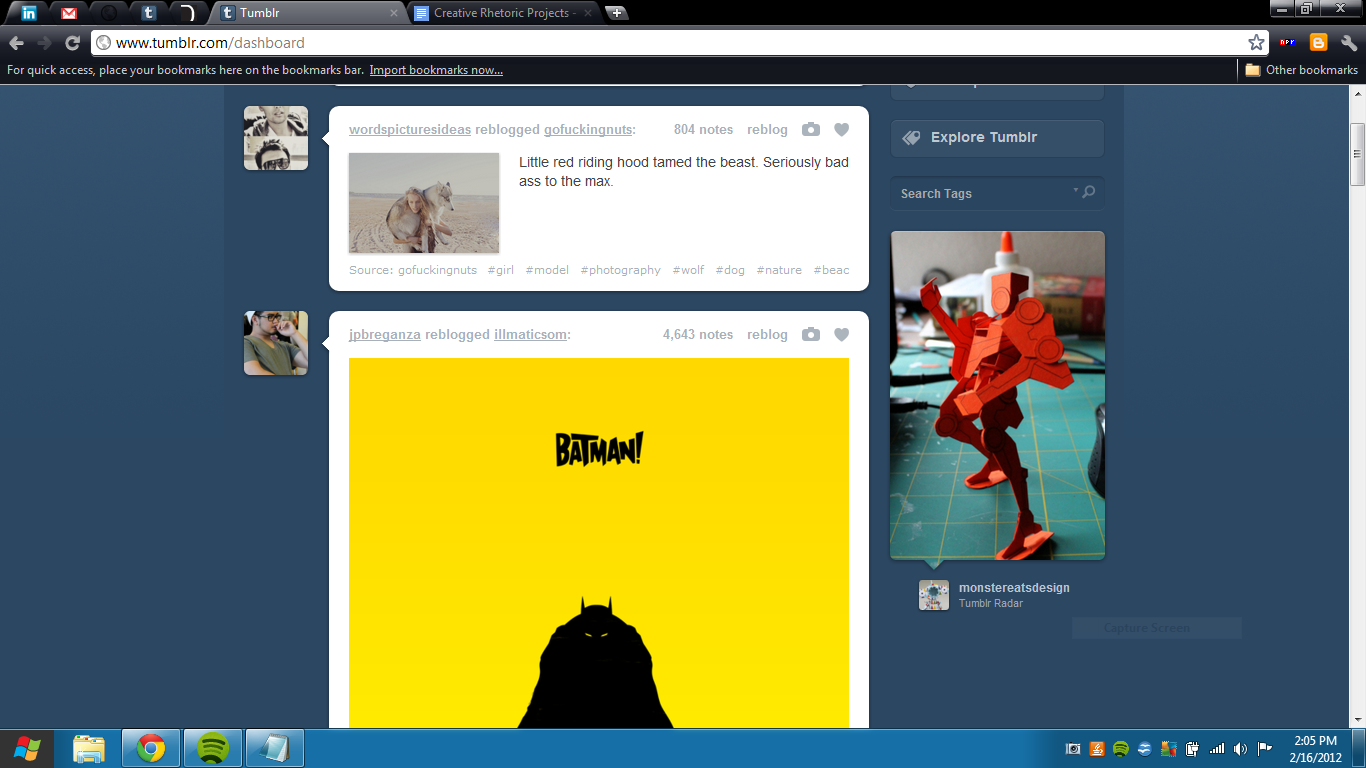 Tumblr
Creative Rhetoric Projects -
www.tumblr.com/dashboard
For quick access, place your bookmarks here on the bookmarks bar. Import bookmarks now...
Other bookmarks
wordspicturesideas reblogged gofuckingnuts: 804 notes reblog
Little red riding hood tamed the beast. Seriously bad
ass to the max.
Source: gofuckingnuts #girl #model #photography #wolf #dog #nature #beac
Explore Tumblr
Search Tags
jpbreganza reblogged illmaticsom: 4,643 notes reblog
BATMAN!
monstereatsdesign
Tumblr Radar
Capture Screen
2:05 PM
2/16/2012